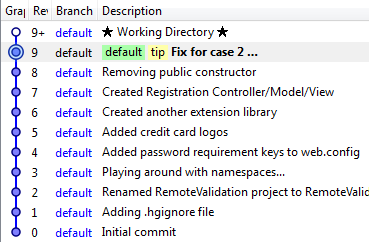 Grap Rev Branch Description
9+ default ★ Working Directory ★
9 default default tip Fix for case 2 ...
8 default Removing public constructor
7 default Created Registration Controller/Model/View
6 default Created another extension library
5 default Added credit card logos
4 default Added password requirement keys to web.config
3 default Playing around with namespaces...
2 default Renamed RemoteValidation project to RemoteValid
1 default Adding .hgignore file
0 default Initial commit